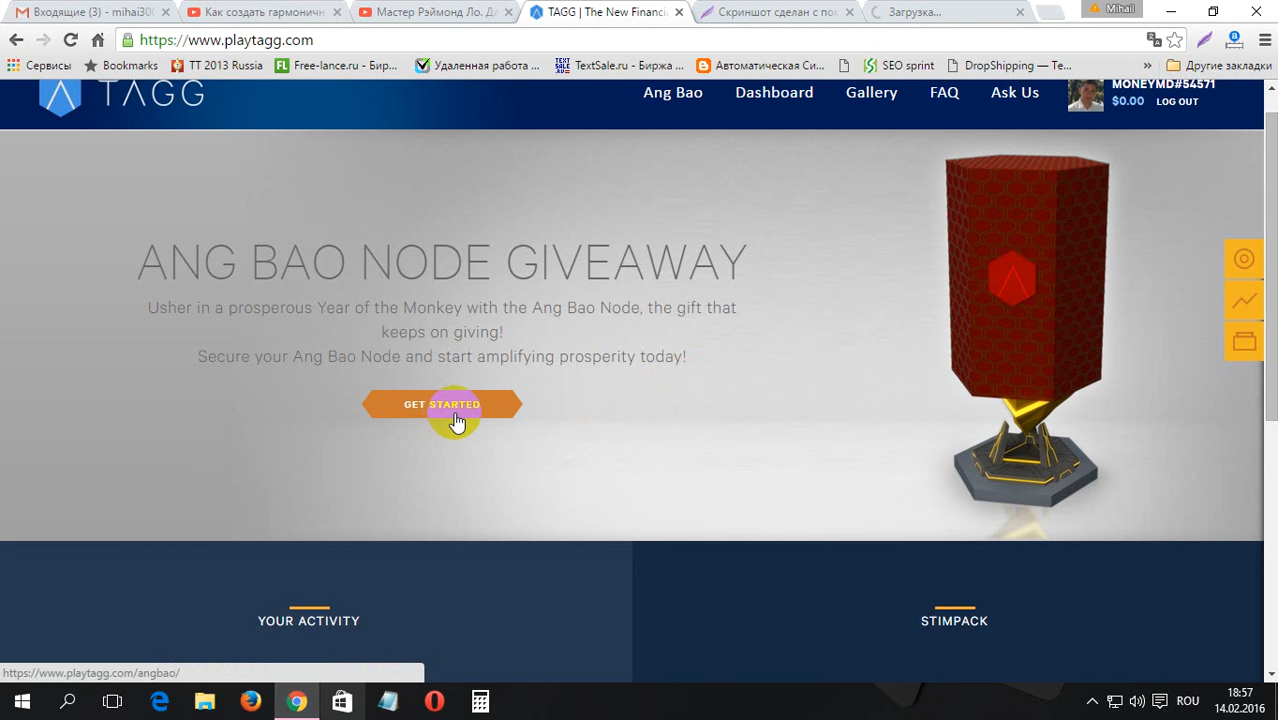 Входящие (3) - mihai300
Как создать гармонични
Мастер Рэймонд Ло. Да
TAGG | The New Financi
Скриншот сделан с пом
Загрузка...
Mihail
https://www.playtagg.com
Сервисы
Bookmarks
TT 2013 Russia
Free-lance.ru - Бир...
Удаленная работа ...
TextSale.ru - Биржа ...
Автоматическая Си...
SEO sprint
DropShipping — Те...
»
Другие закладки
TAGG
Ang Bao
Dashboard
Gallery
FAQ
Ask Us
MONEYMD#54571
$0.00
LOG OUT
ANG BAO NODE GIVEAWAY
Usher in a prosperous Year of the Monkey with the Ang Bao Node, the gift that
keeps on giving!
Secure your Ang Bao Node and start amplifying prosperity today!
GET STARTED
YOUR ACTIVITY
STIMPACK
https://www.playtagg.com/angbao/
ROU
18:57
14.02.2016